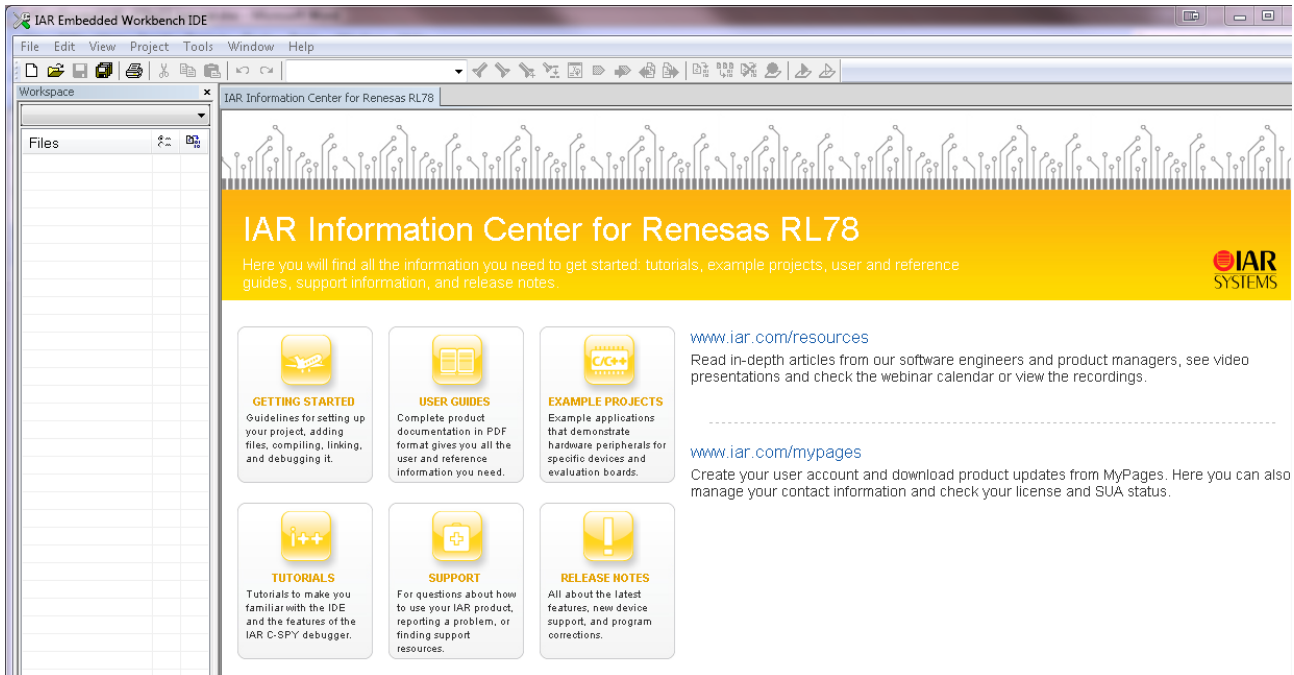 IAR Embedded Workbench IDE
File Edit View Project Tools Window Help
Workspace
IAR Information Center for Renesas RL78
Files
IAR Information Center for Renesas RL78
Here you will find all the information you need to get started: tutorials, example projects, user and reference
guides, support information, and release notes.
IAR
SYSTEMS
GETTING STARTED
Guidelines for setting up
your project, adding
files, compiling, linking,
and debugging it.
USER GUIDES
Complete product
documentation in PDF
format gives you all the
user and reference
information you need.
C/C++
EXAMPLE PROJECTS
Example applications
that demonstrate
hardware peripherals for
specific devices and
evaluation boards.
www.iar.com/resources
Read in-depth articles from our software engineers and product managers, see video
presentations and check the webinar calendar or view the recordings.
www.iar.com/mypages
Create your user account and download product updates from MyPages. Here you can also
manage your contact information and check your license and SUA status.
i++
TUTORIALS
Tutorials to make you
familiar with the IDE
and the features of the
IAR C-SPY debugger.
SUPPORT
For questions about how
to use your IAR product,
reporting a problem, or
finding support
resources.
RELEASE NOTES
All about the latest
features, new device
support, and program
corrections.